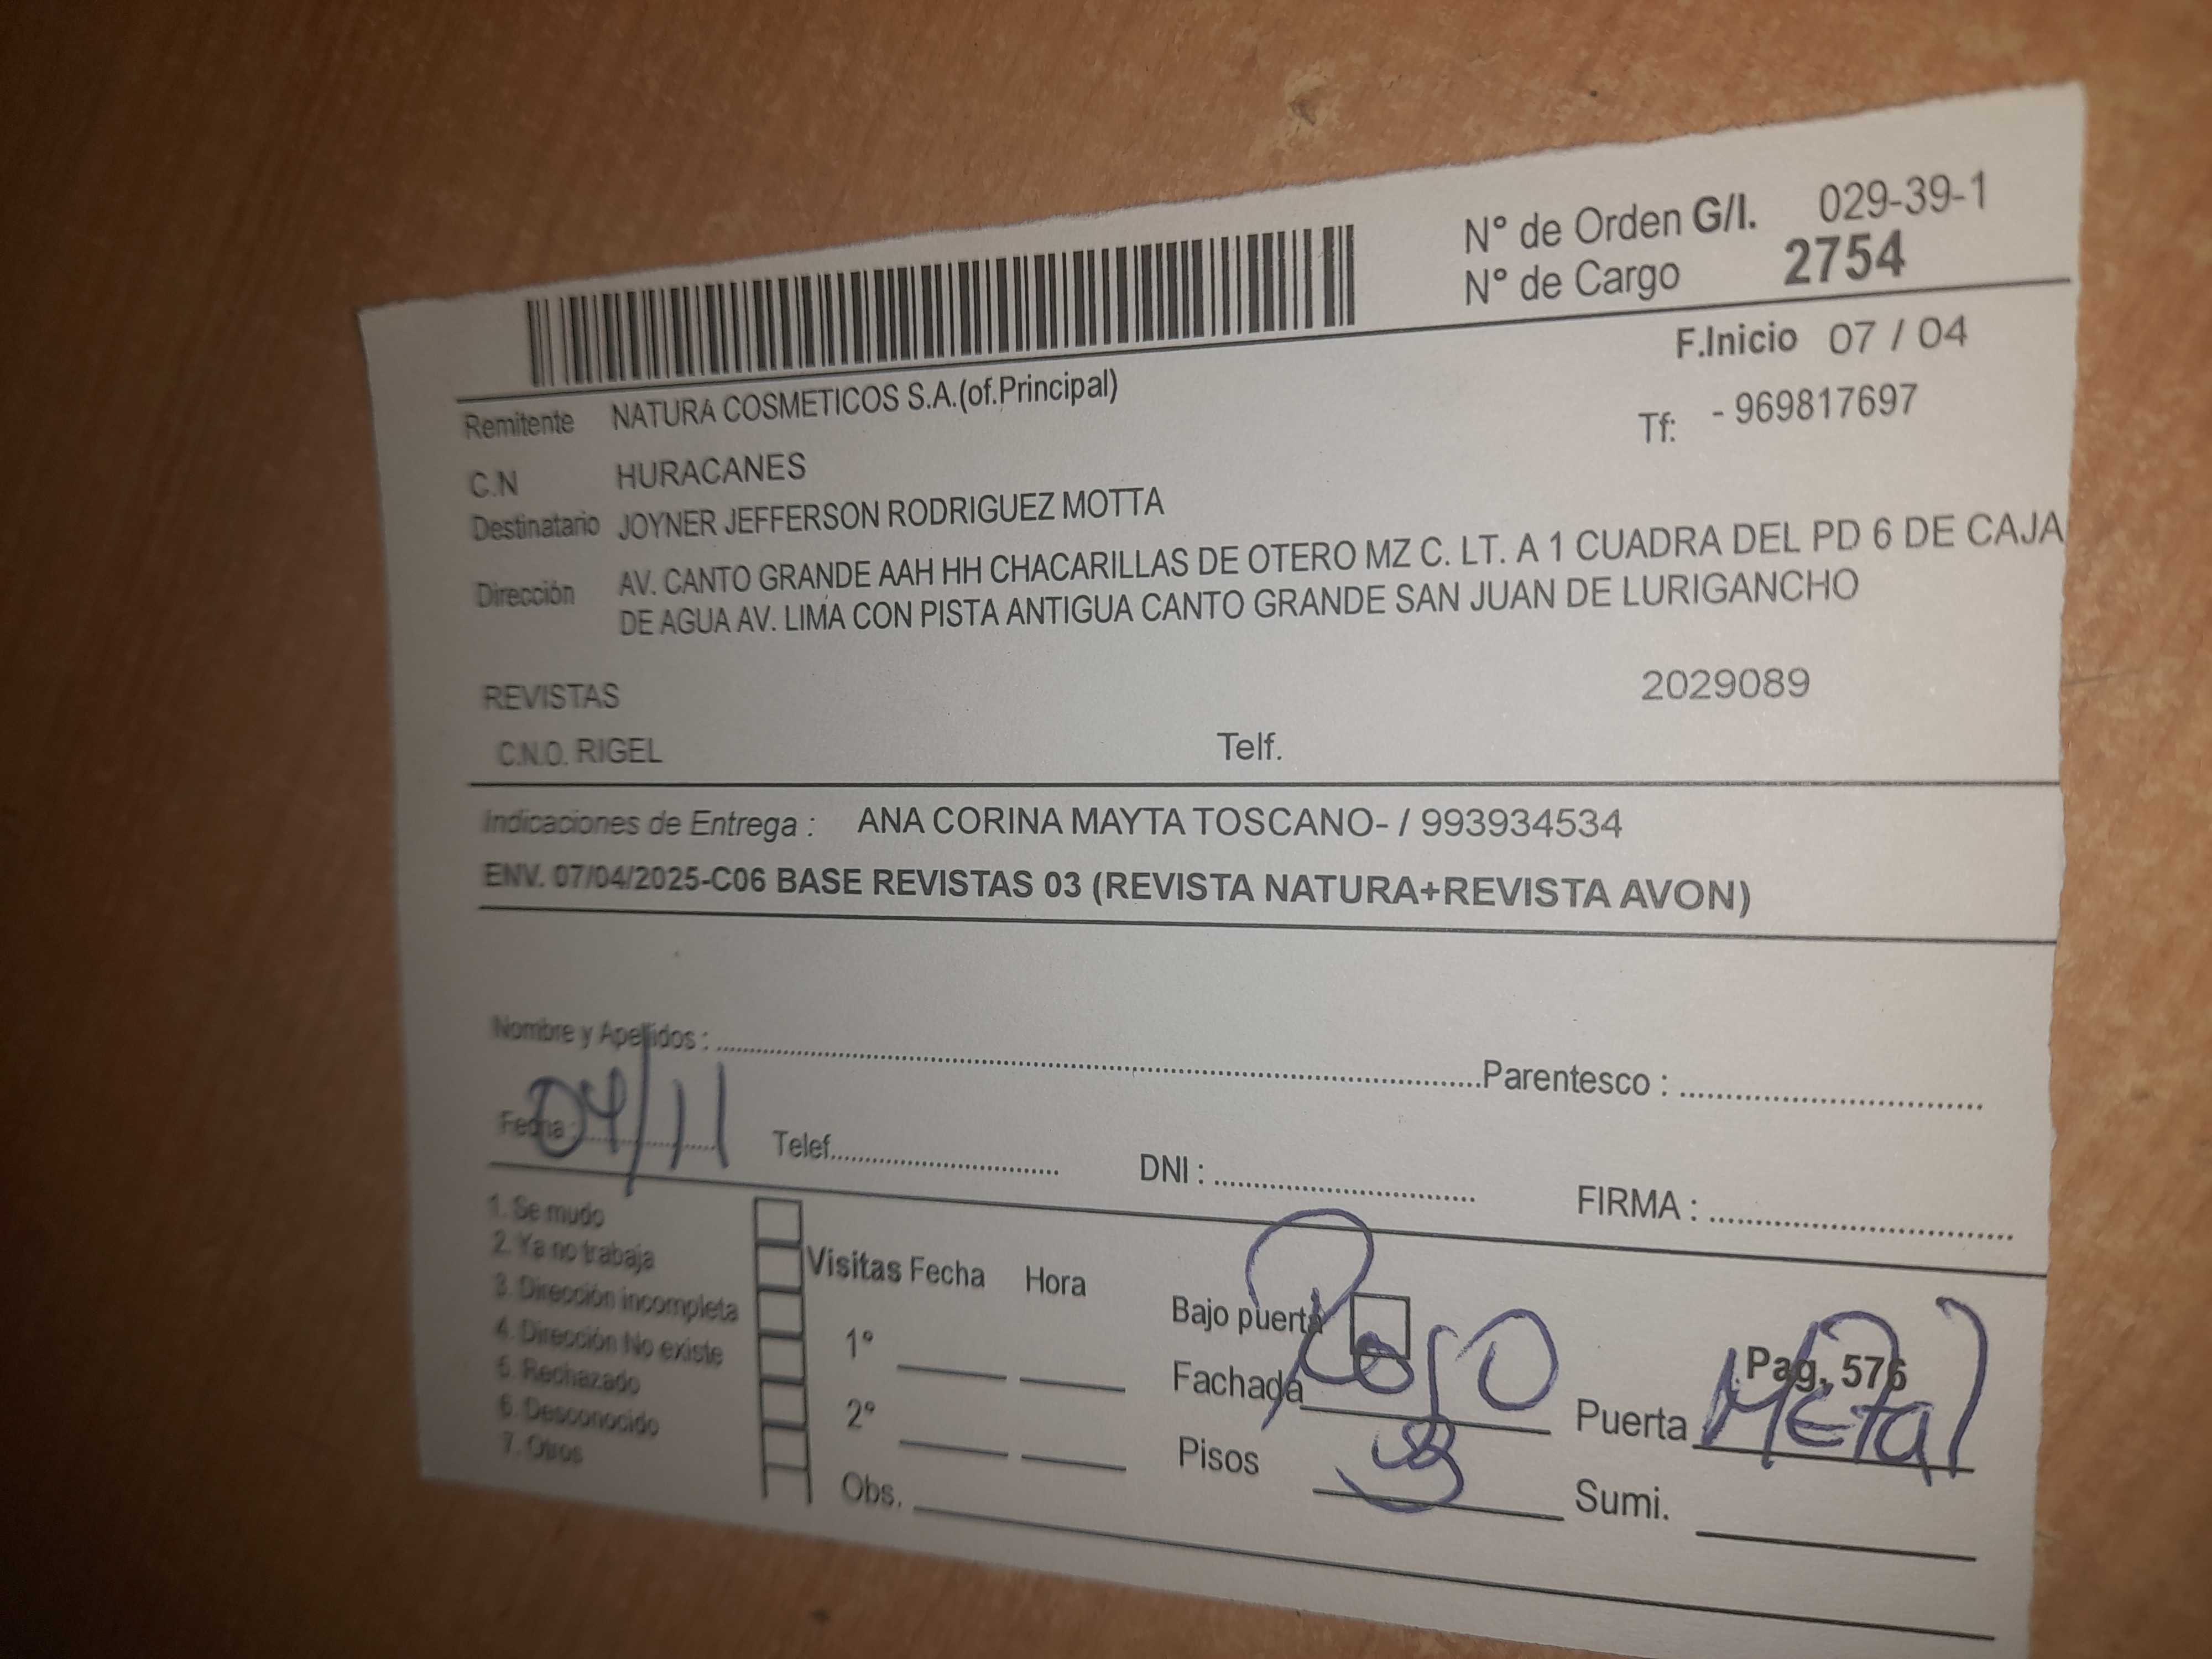 N° de Orden G/I. 029-39-1
N° de Cargo 2754
F.Inicio 07 / 04
Remitente NATURA COSMETICOS S.A.(of.Principal)
Tf: - 969817697
C.N HURACANES
Destinatario JOYNER JEFFERSON RODRIGUEZ MOTTA
Dirección AV. CANTO GRANDE AAH HH CHACARILLAS DE OTERO MZ C. LT. A 1 CUADRA DEL PD 6 DE CAJA
DE AGUA AV. LIMA CON PISTA ANTIGUA CANTO GRANDE SAN JUAN DE LURIGANCHO
REVISTAS 2029089
C.N.O. RIGEL Telf.
Indicaciones de Entrega : ANA CORINA MAYTA TOSCANO- / 993934534
ENV. 07/04/2025-C06 BASE REVISTAS 03 (REVISTA NATURA+REVISTA AVON)
Nombre y Apellidos : Parentesco :
Fecha : 04/11 Telef. DNI : FIRMA :
1. Se mudo
2. Ya no trabaja
3. Dirección incompleta
4. Dirección No existe
5. Rechazado
6. Desconocido
7. Otros
Visitas Fecha Hora
1°
2°
Obs.
Bajo puerta
Fachada
Pisos
Pag. 576
Puerta Metal
Sumi.